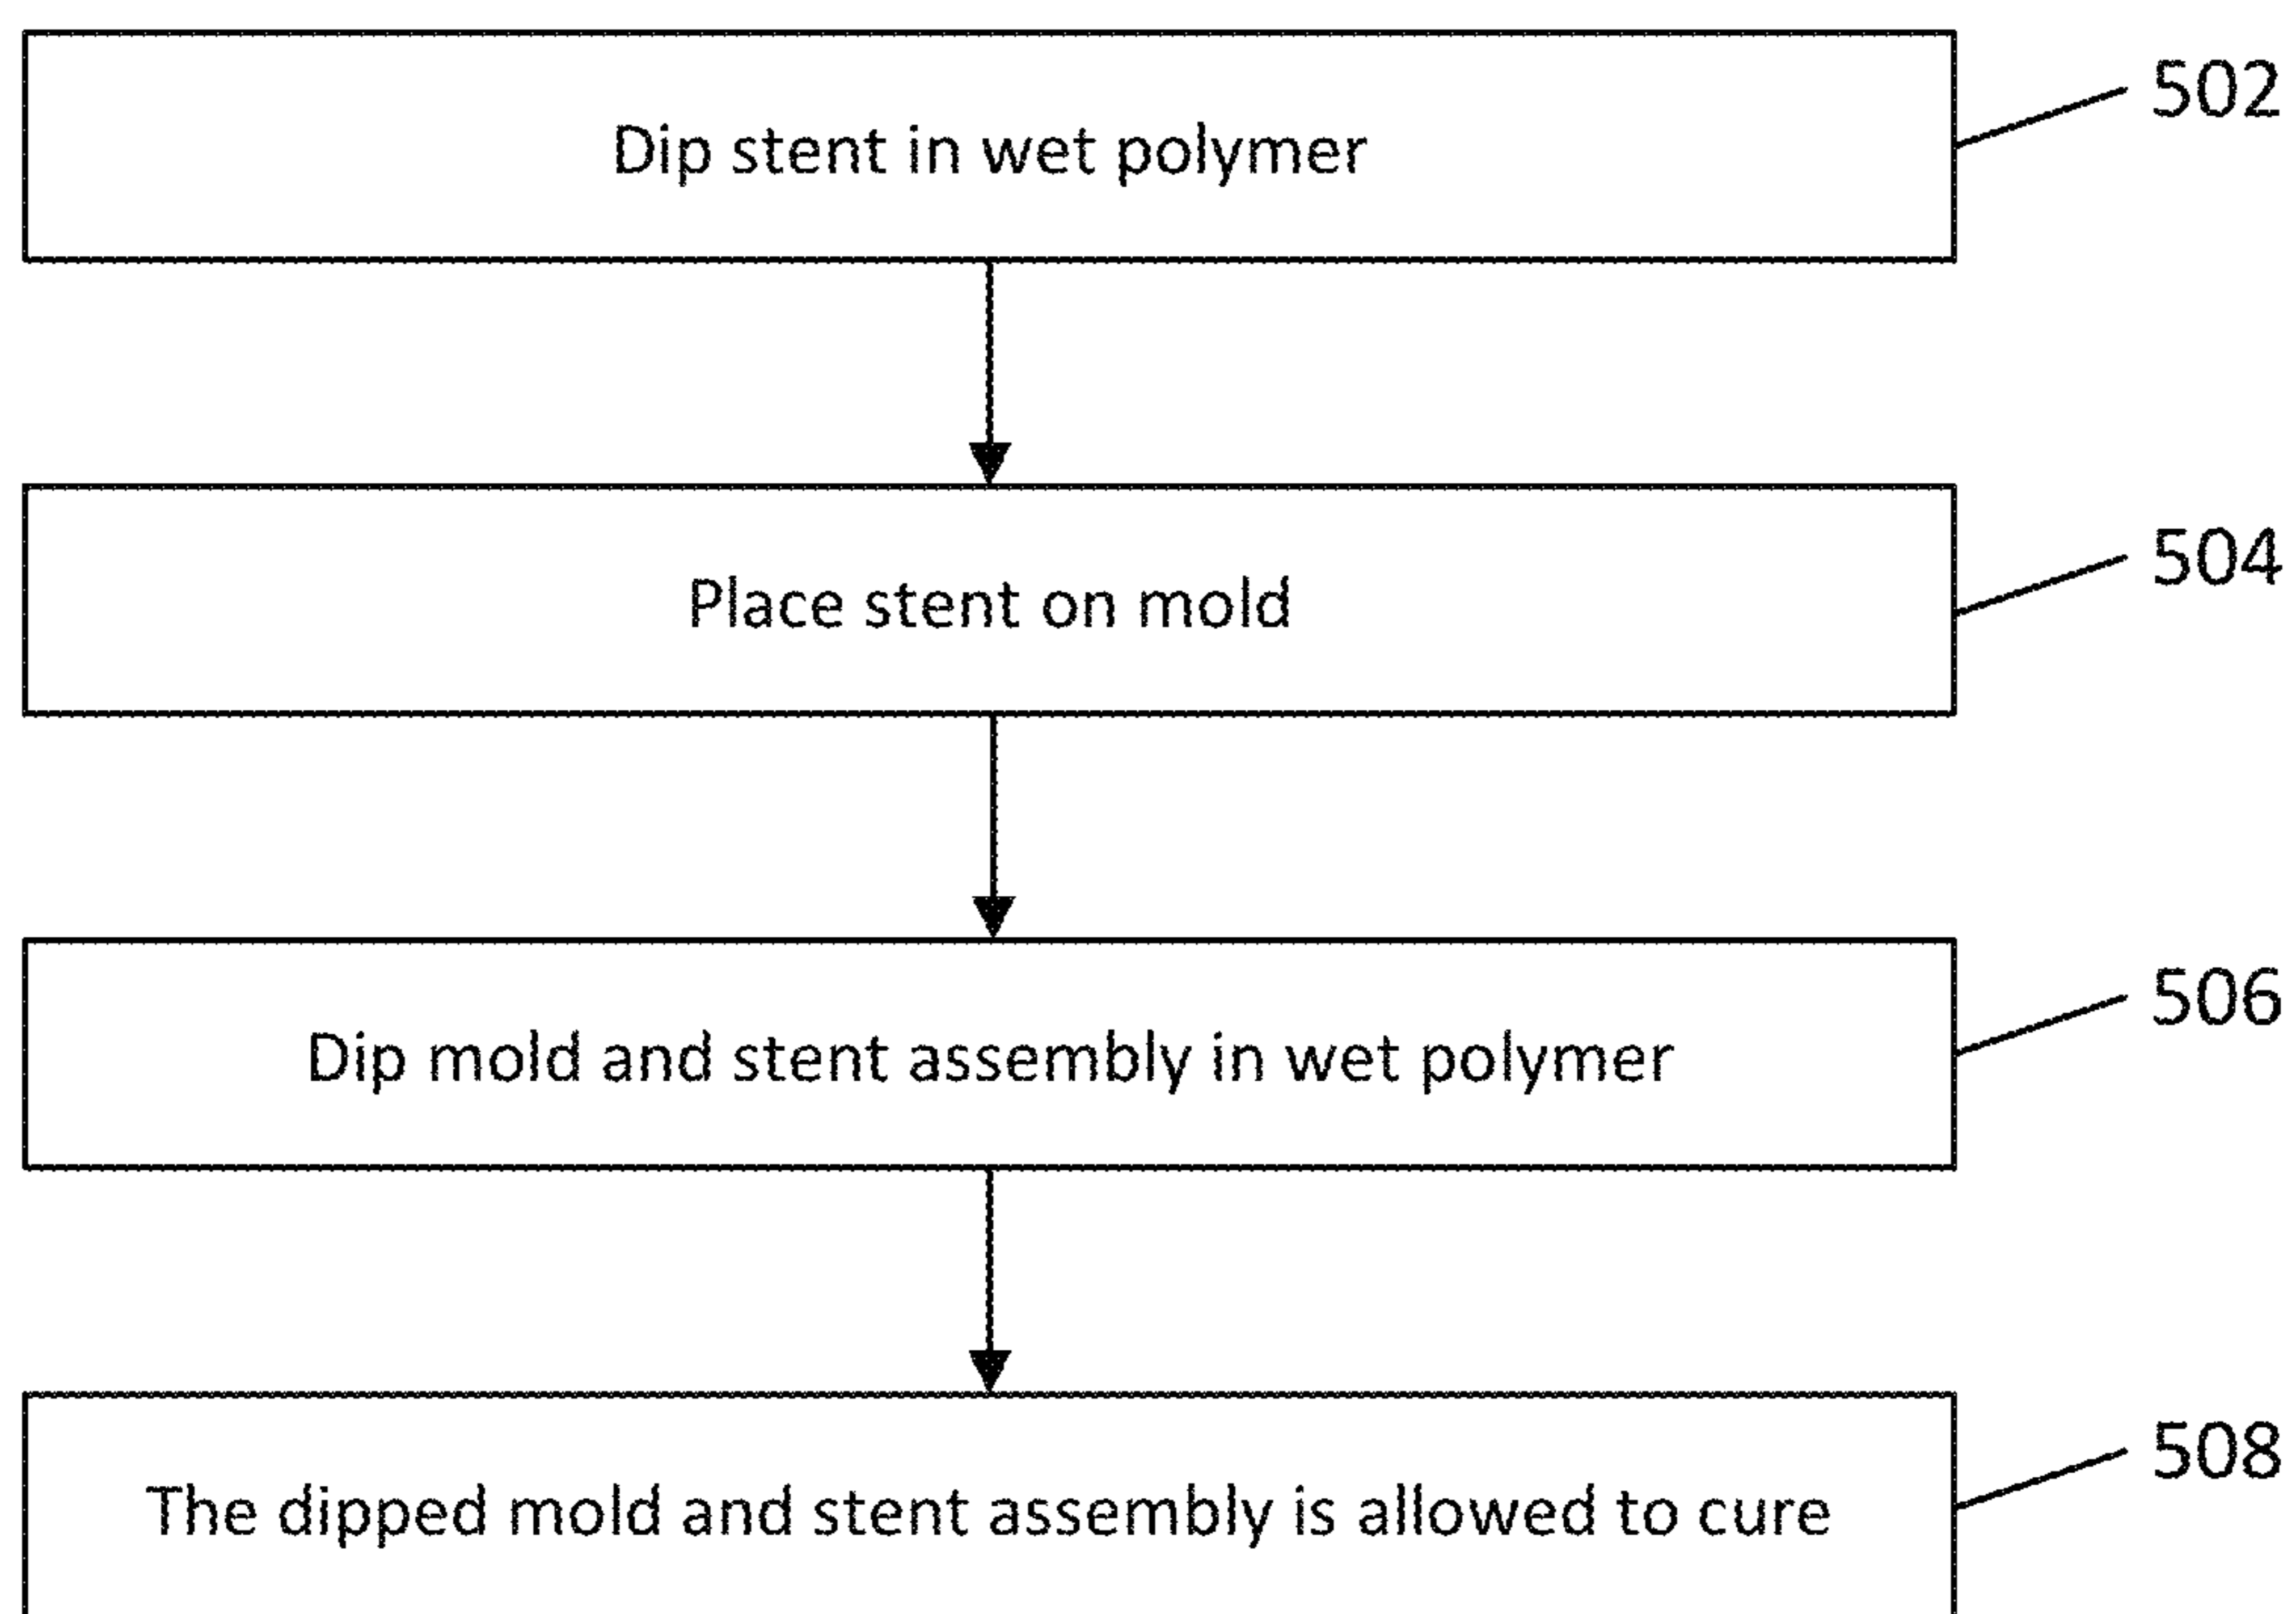 Dip stent in wet polymer
502
Place stent on mold
504
Dip mold and stent assembly in wet polymer
506
The dipped mold and stent assembly is allowed to cure
508